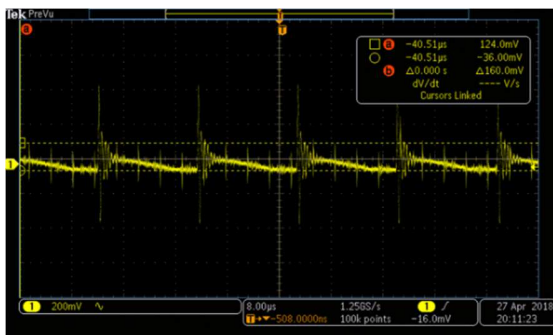 Tek PreVu
a
T
a -40.51µs 124.0mV
-40.51µs -36.00mV
b Δ0.000 s Δ160.0mV
dV/dt ---- V/s
Cursors Linked
1
1 200mV
8.00µs 1.25GS/s 1
T→▼-508.0000ns 100k points -16.0mV
27 Apr 2018
20:11:23